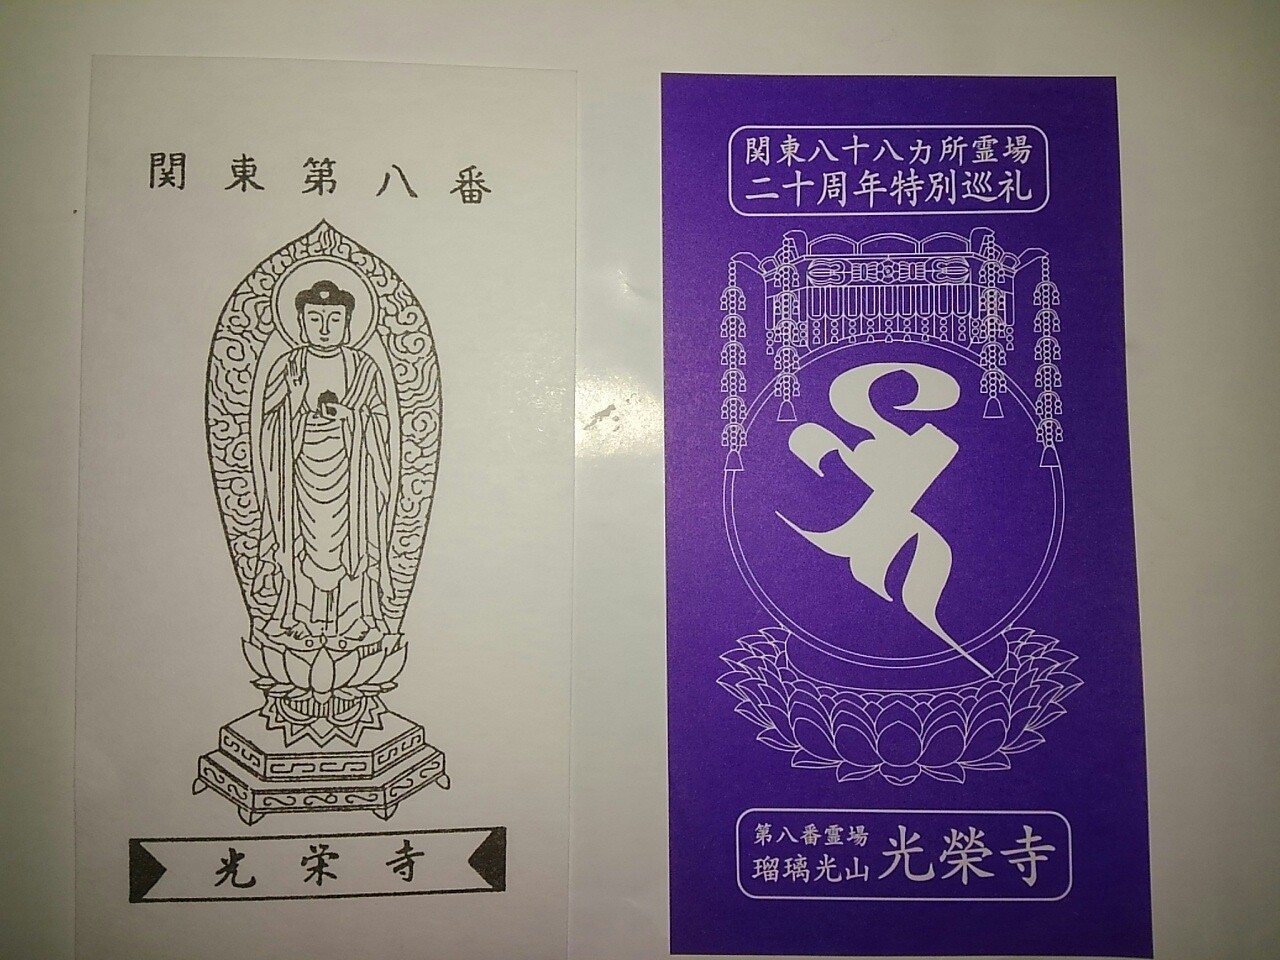 関東第八番
光栄寺
関東八十八カ所霊場
二十周年特別巡礼
第八番霊場
瑠璃光山 光榮寺